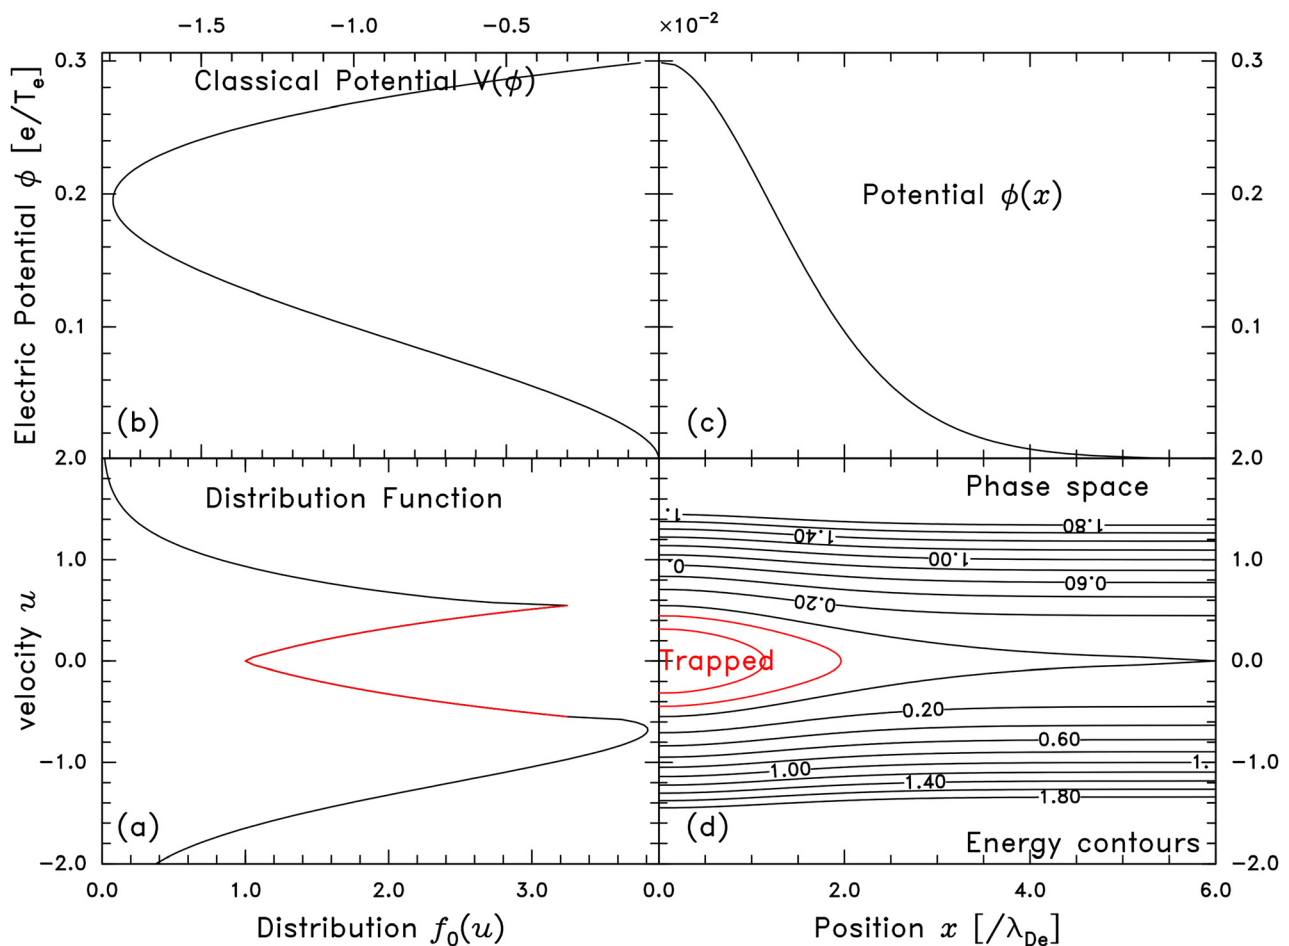 −1.5 −1.0 −0.5 ×10⁻²
0.3 Classical Potential V(ϕ) 0.3
Electric Potential ϕ [e/Tₑ]
0.2 Potential ϕ(x) 0.2
0.1 0.1
(b) (c)
2.0 2.0
Distribution Function Phase space
1. 1.80
1.40
1.0 1.00 1.0
0. 0.60
0.20
velocity u
0.0 Trapped 0.0
0.20
0.60
−1.0 1.00 1. −1.0
1.40
1.80
(a) (d)
Energy contours
−2.0 −2.0
0.0 1.0 2.0 3.0 0.0 2.0 4.0 6.0
Distribution f₀(u) Position x [/λ_De]